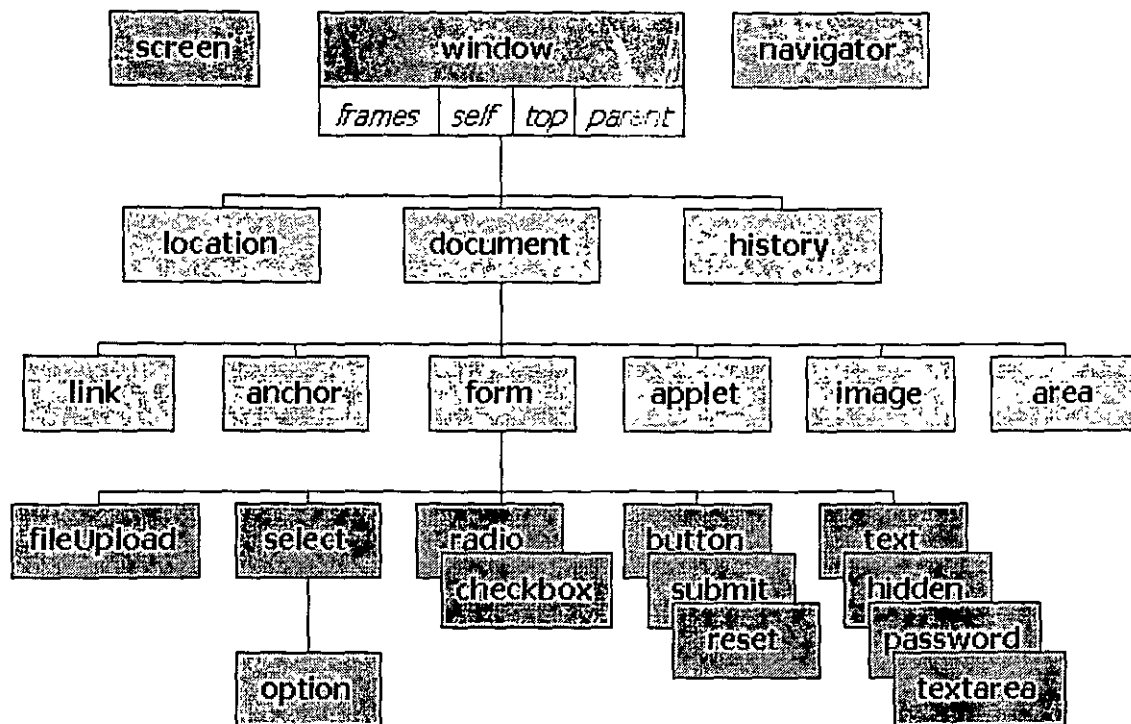 screen window navigator
frames self top parent
location document history
link anchor form applet image area
fileUpload select radio button text
checkbox submit hidden
reset password
option textarea